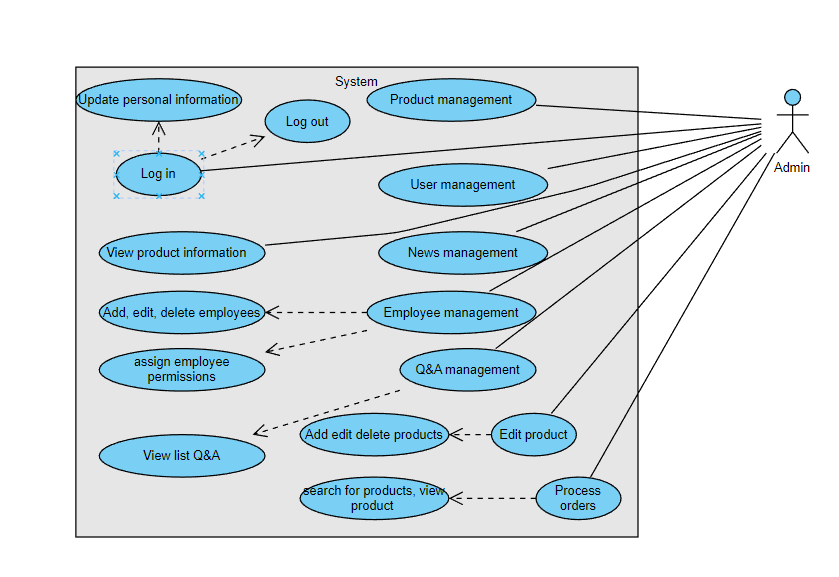 System
Update personal information
Product management
Log out
Log in
Admin
User management
View product information
News management
Add, edit, delete employees
Employee management
assign employee
permissions
Q&A management
Add edit delete products
Edit product
View list Q&A
search for products, view
product
Process
orders